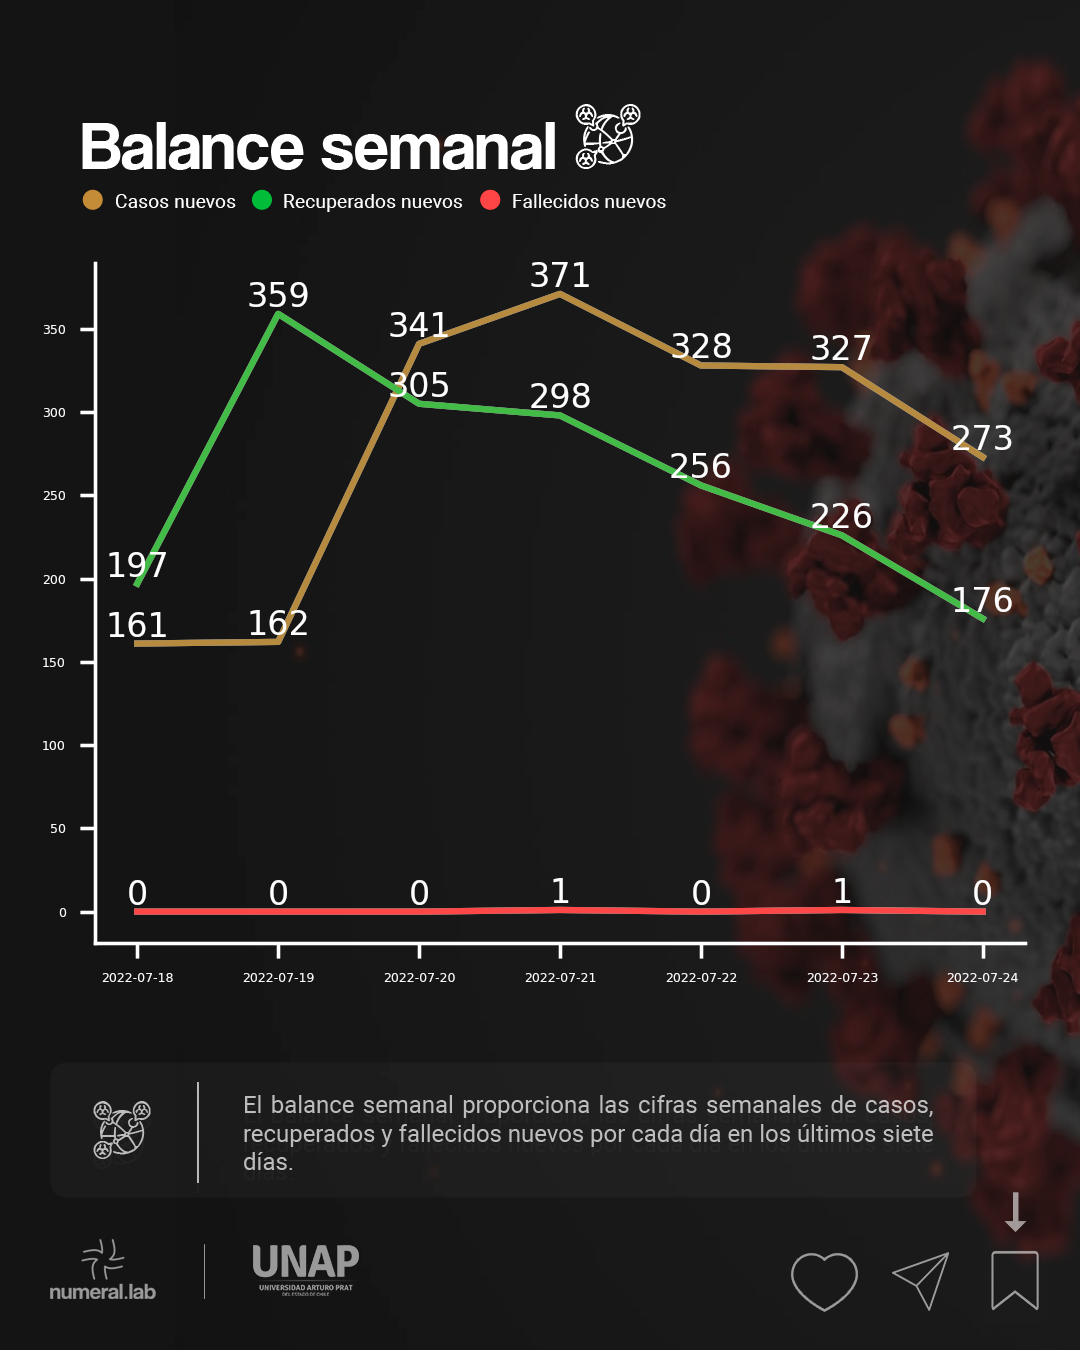 Balance semanal
Casos nuevos Recuperados nuevos Fallecidos nuevos
371
359
341
350
328
327
305
298
300
273
256
250
226
197
200
176
161
162
150
100
50
0 0 0 1 0 1 0
0
2022-07-18 2022-07-19 2022-07-20 2022-07-21 2022-07-22 2022-07-23 2022-07-24
El balance semanal proporciona las cifras semanales de casos,
recuperados y fallecidos nuevos por cada día en los últimos siete
días.
numeral.lab
UNAP
UNIVERSIDAD ARTURO PRAT
DEL ESTADO DE CHILE